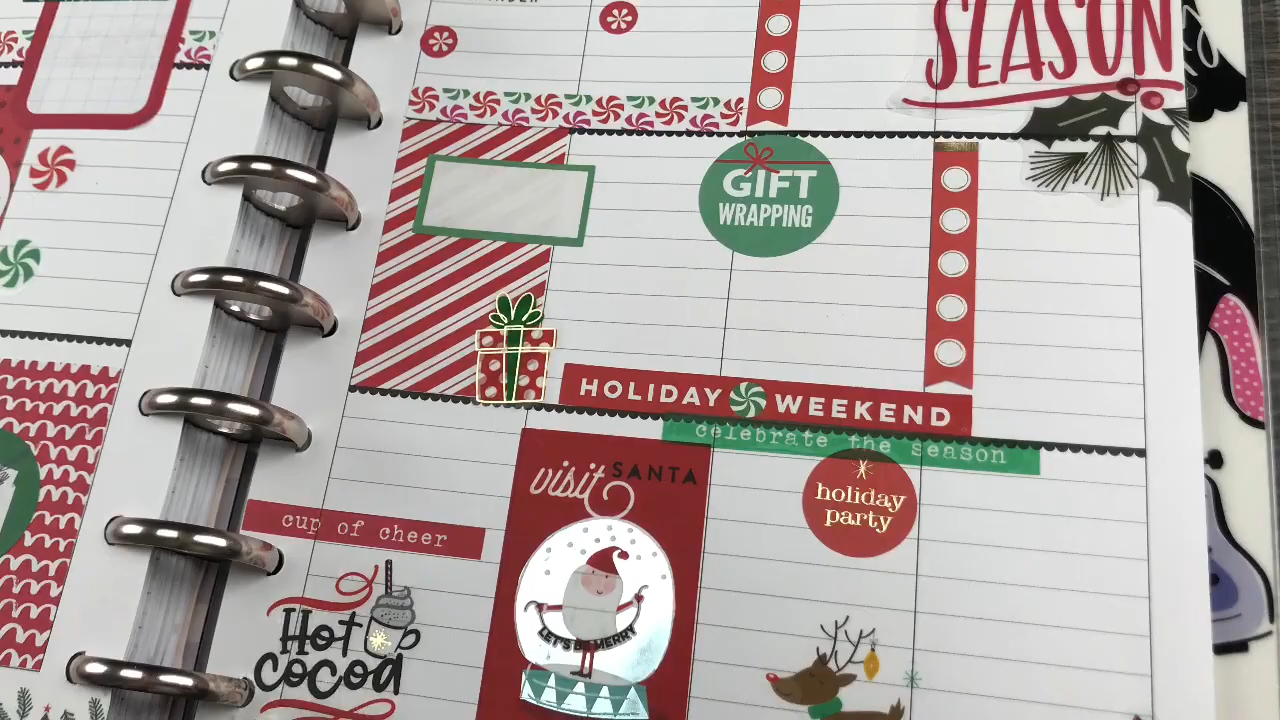 SEASON
GIFT
WRAPPING
HOLIDAY WEEKEND
celebrate the season
visit SANTA
holiday
party
cup of cheer
LET'S BE MERRY
Hot
cocoa